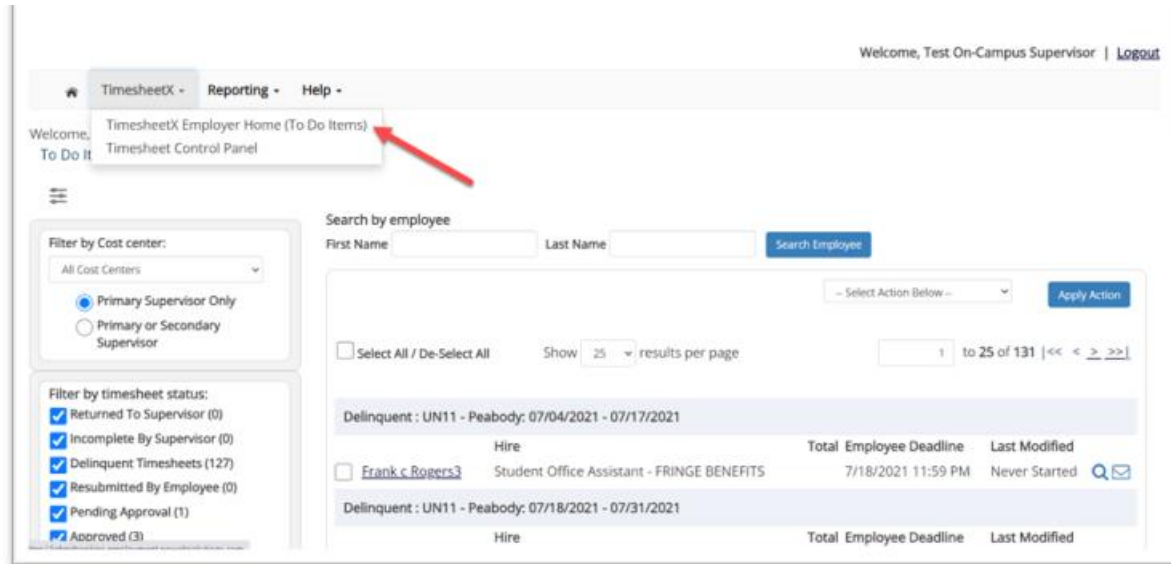 Welcome, Test On-Campus Supervisor | Logout
TimesheetX Reporting Help
TimesheetX Employer Home (To Do Items)
Timesheet Control Panel
Welcome,
To Do It
Filter by Cost center:
All Cost Centers
Primary Supervisor Only
Primary or Secondary
Supervisor
Filter by timesheet status:
Returned To Supervisor (0)
Incomplete By Supervisor (0)
Delinquent Timesheets (127)
Resubmitted By Employee (0)
Pending Approval (1)
Approved (3)
Search by employee
First Name Last Name Search Employee
-- Select Action Below -- Apply Action
Select All / De-Select All Show 25 results per page 1 to 25 of 131 |<< < > >>|
Delinquent : UN11 - Peabody: 07/04/2021 - 07/17/2021
Hire Total Employee Deadline Last Modified
Frank c Rogers3 Student Office Assistant - FRINGE BENEFITS 7/18/2021 11:59 PM Never Started
Delinquent : UN11 - Peabody: 07/18/2021 - 07/31/2021
Hire Total Employee Deadline Last Modified